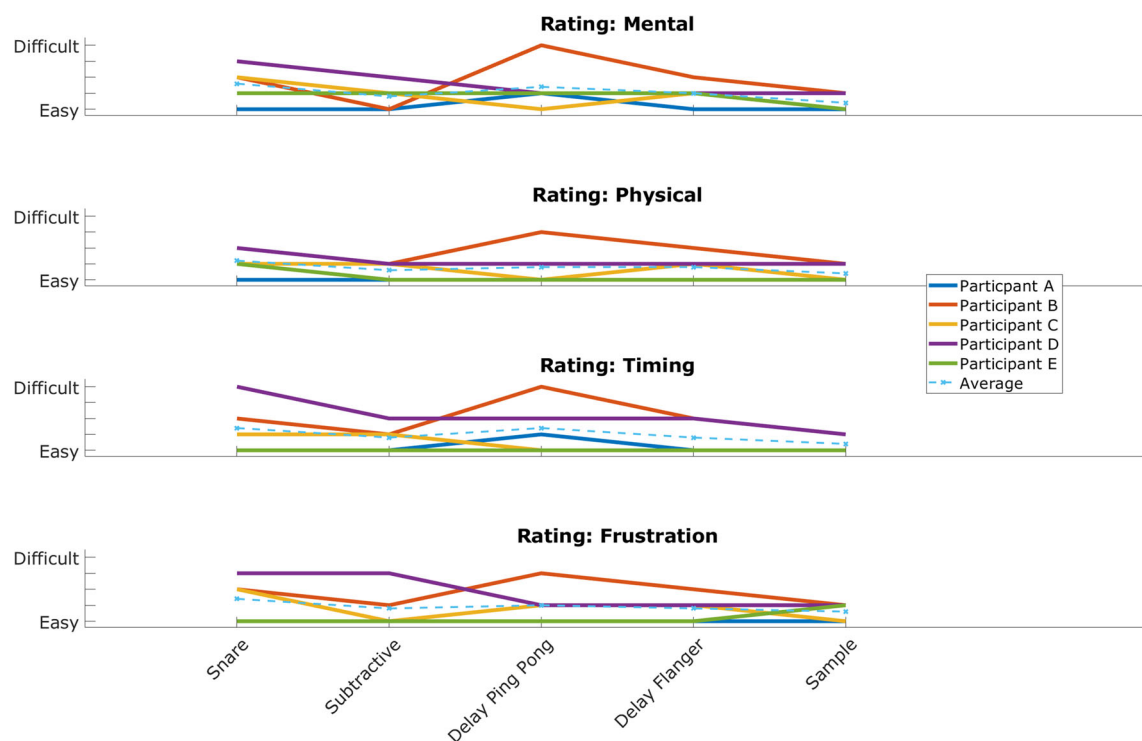 Rating: Mental
Difficult
Easy
Rating: Physical
Difficult
Easy
Particpant A
Participant B
Participant C
Participant D
Participant E
Average
Rating: Timing
Difficult
Easy
Rating: Frustration
Difficult
Easy
Snare
Subtractive
Delay Ping Pong
Delay Flanger
Sample